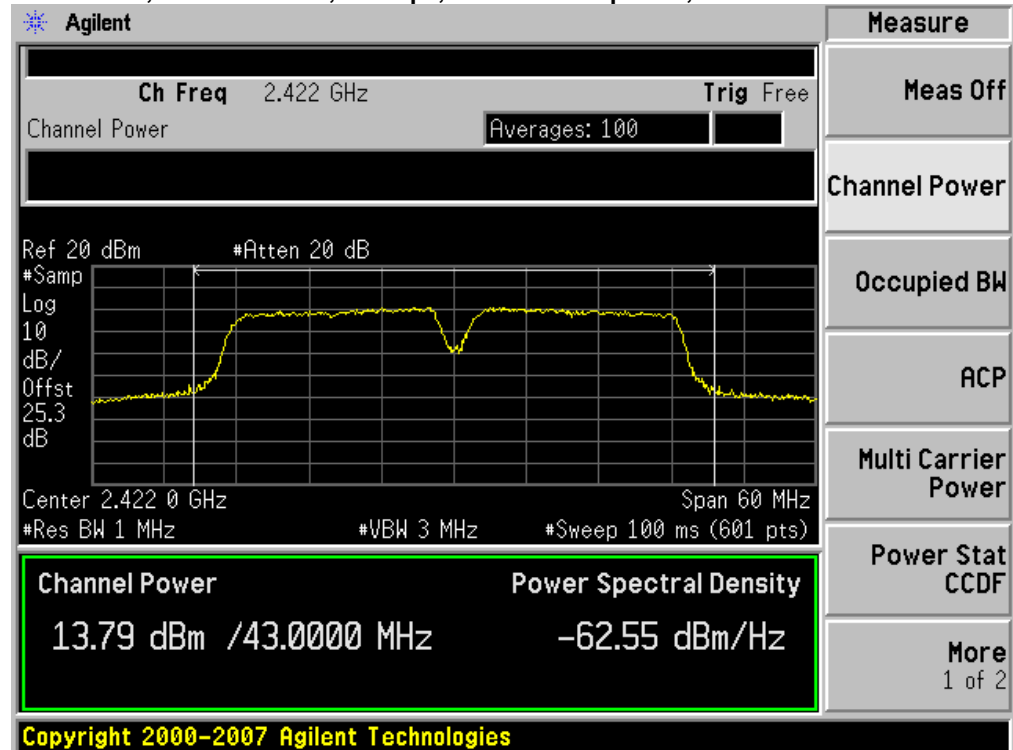 Agilent
Measure
Ch Freq 2.422 GHz Trig Free
Channel Power Averages: 100
Ref 20 dBm #Atten 20 dB
#Samp
Log
10
dB/
Offst
25.3
dB
Center 2.422 0 GHz Span 60 MHz
#Res BW 1 MHz #VBW 3 MHz #Sweep 100 ms (601 pts)
Channel Power Power Spectral Density
13.79 dBm /43.0000 MHz -62.55 dBm/Hz
Meas Off
Channel Power
Occupied BW
ACP
Multi Carrier
Power
Power Stat
CCDF
More
1 of 2
Copyright 2000-2007 Agilent Technologies